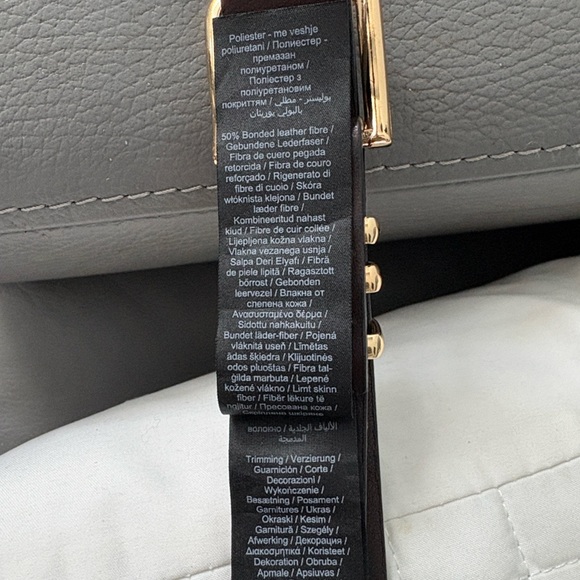 Poliester - me veshje
poliuretani / Полиестер -
премазан
полиуретаном /
Поліестер з
поліуретановим
покриттям / بوليستر - مطلي
بالبولي يوريثان
50% Bonded leather fibre /
Gebundene Lederfaser /
Fibra de cuero pegada
retorcida / Fibra de couro
reforçado / Rigenerato di
fibre di cuoio / Skóra
włóknista klejona / Bundet
læder fibre /
Kombineeritud nahast
kiud / Fibre de cuir collée /
Lijepljena kožna vlakna /
Vlakna vezanega usnja /
Salpa Deri Elyafı / Fibră
de piele lipită / Ragasztott
bőrrost / Gebonden
leervezel / Влакна от
слепена кожа /
Ανασυσταμένο δέρμα /
Sidottu nahkakuitu /
Bundet läder-fiber / Pojená
vláknitá useň / Līmētas
ādas šķiedra / Klijuotinės
odos pluoštas / Fibra tal-
ġilda marbuta / Lepené
kožené vlákno / Limt skinn
fiber / Fibër lëkure të
ngjitur / Пресована кожа /
волокно / الألياف الجلدية
المدمجة
Trimming / Verzierung /
Guarnición / Corte /
Decorazioni /
Wykończenie /
Besætning / Posament /
Garnitures / Ukras /
Okraski / Kesim /
Garnitură / Szegély /
Afwerking / Декорация /
Διακοσμητικά / Koristeet /
Dekoration / Obruba /
Apmale / Apsiuvas /